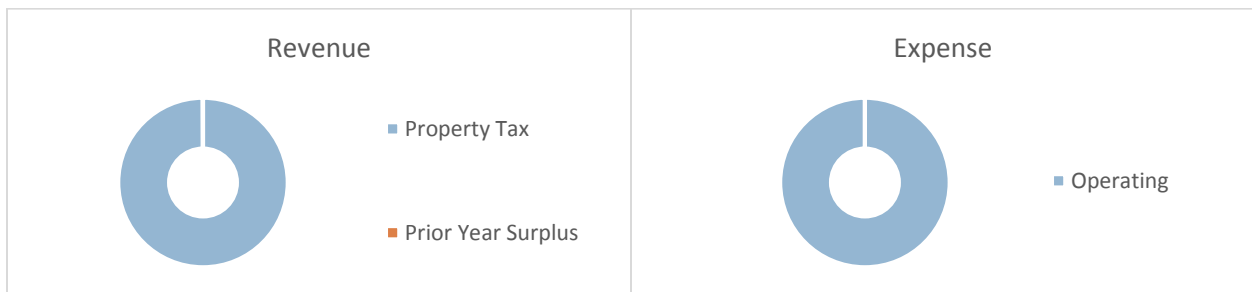 Revenue
Property Tax
Prior Year Surplus
Expense
Operating